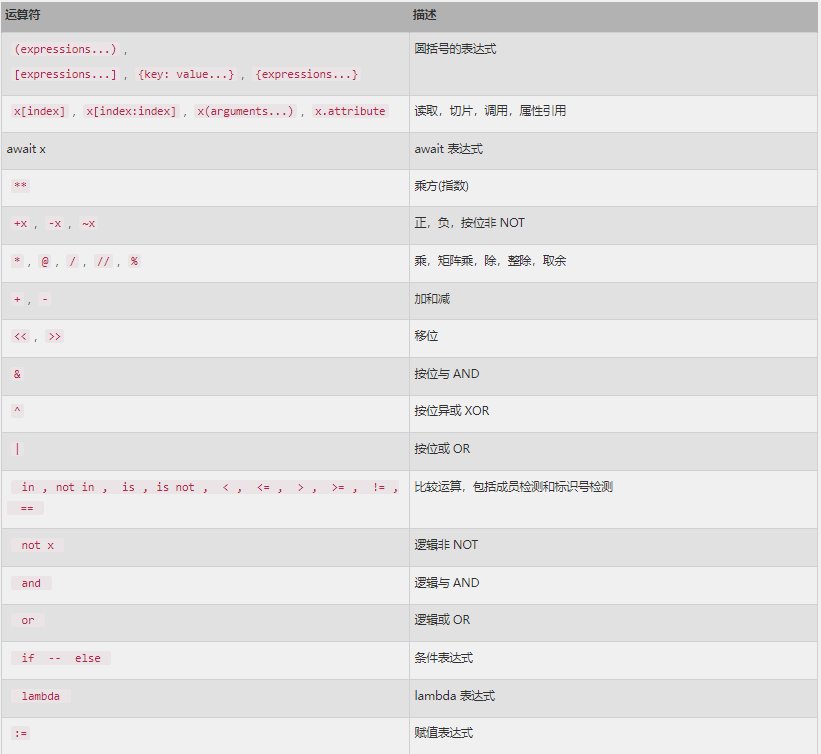 运算符 描述
(expressions...) , 圆括号的表达式
[expressions...] , {key: value...} , {expressions...}
x[index] , x[index:index] , x(arguments...) , x.attribute 读取，切片，调用，属性引用
await x await 表达式
** 乘方(指数)
+x , -x , ~x 正，负，按位非 NOT
* , @ , / , // , % 乘，矩阵乘，除，整除，取余
+ , - 加和减
<< , >> 移位
& 按位与 AND
^ 按位异或 XOR
| 按位或 OR
in , not in , is , is not , < , <= , > , >= , != , 比较运算，包括成员检测和标识号检测
==
not x 逻辑非 NOT
and 逻辑与 AND
or 逻辑或 OR
if -- else 条件表达式
lambda lambda 表达式
:= 赋值表达式